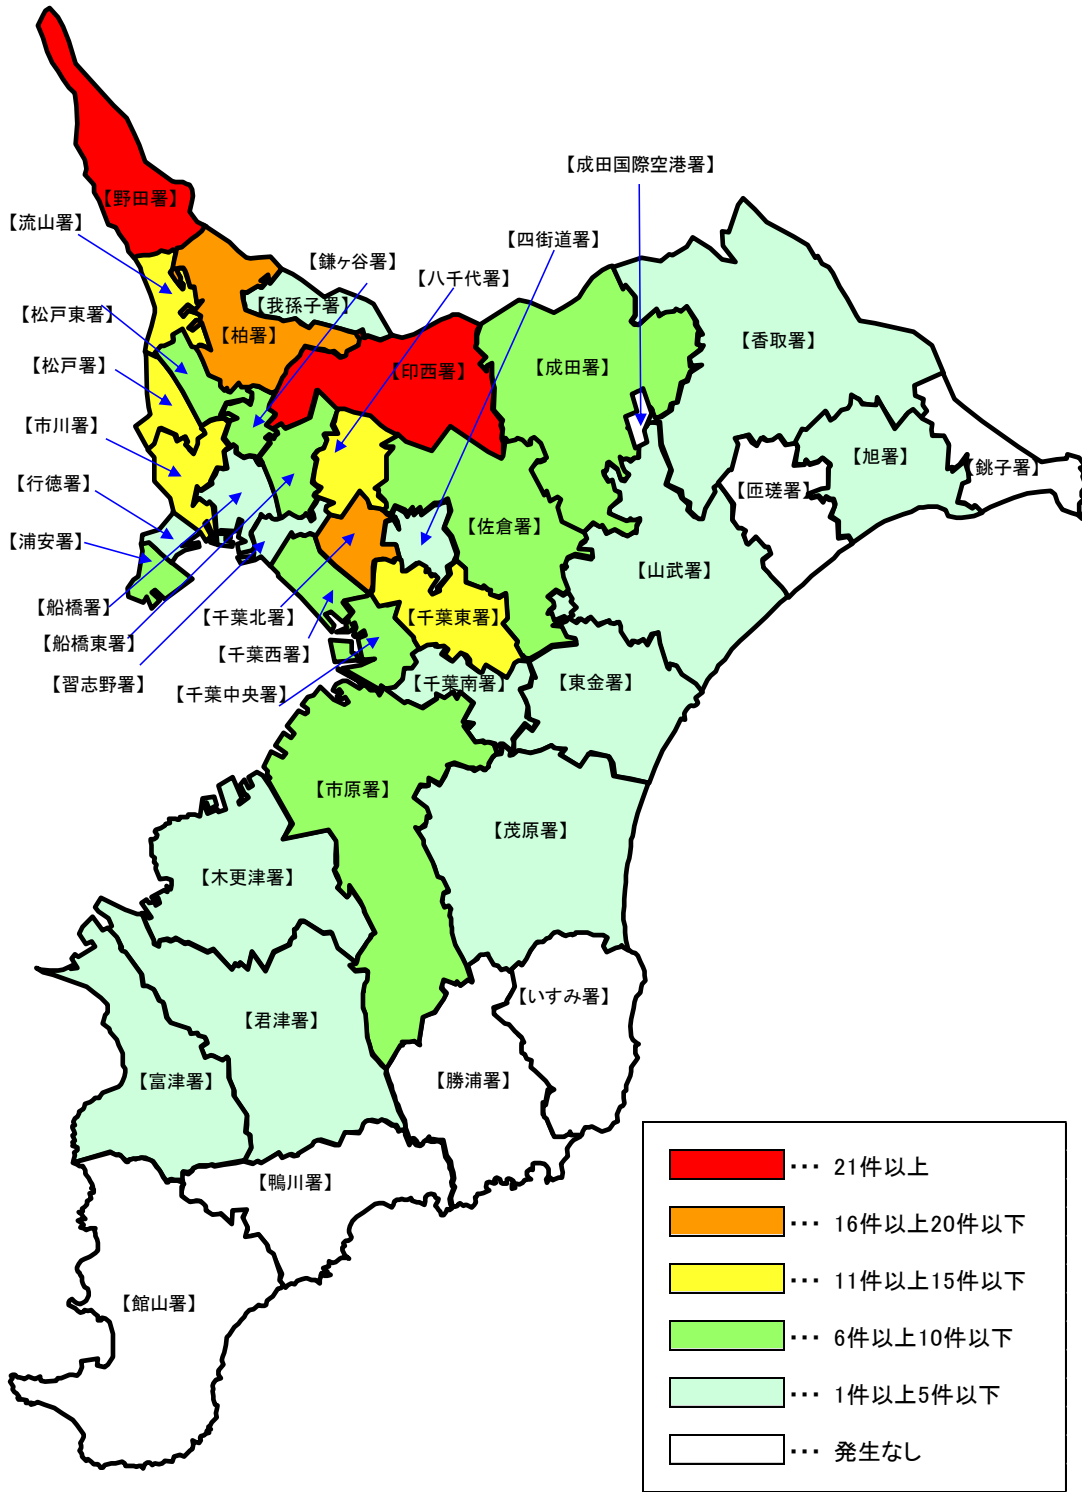 【成田国際空港署】
【野田署】
【流山署】
【四街道署】
【鎌ヶ谷署】
【八千代署】
【我孫子署】
【松戸東署】
【柏署】
【香取署】
【松戸署】
【印西署】
【成田署】
【市川署】
【旭署】
【銚子署】
【行徳署】
【匝瑳署】
【佐倉署】
【浦安署】
【山武署】
【船橋署】
【千葉北署】
【千葉東署】
【船橋東署】
【千葉西署】
【習志野署】
【千葉中央署】
【千葉南署】
【東金署】
【市原署】
【茂原署】
【木更津署】
【いすみ署】
【君津署】
【富津署】
【勝浦署】
【鴨川署】
【館山署】
・・・ 21件以上
・・・ 16件以上20件以下
・・・ 11件以上15件以下
・・・ 6件以上10件以下
・・・ 1件以上5件以下
・・・ 発生なし